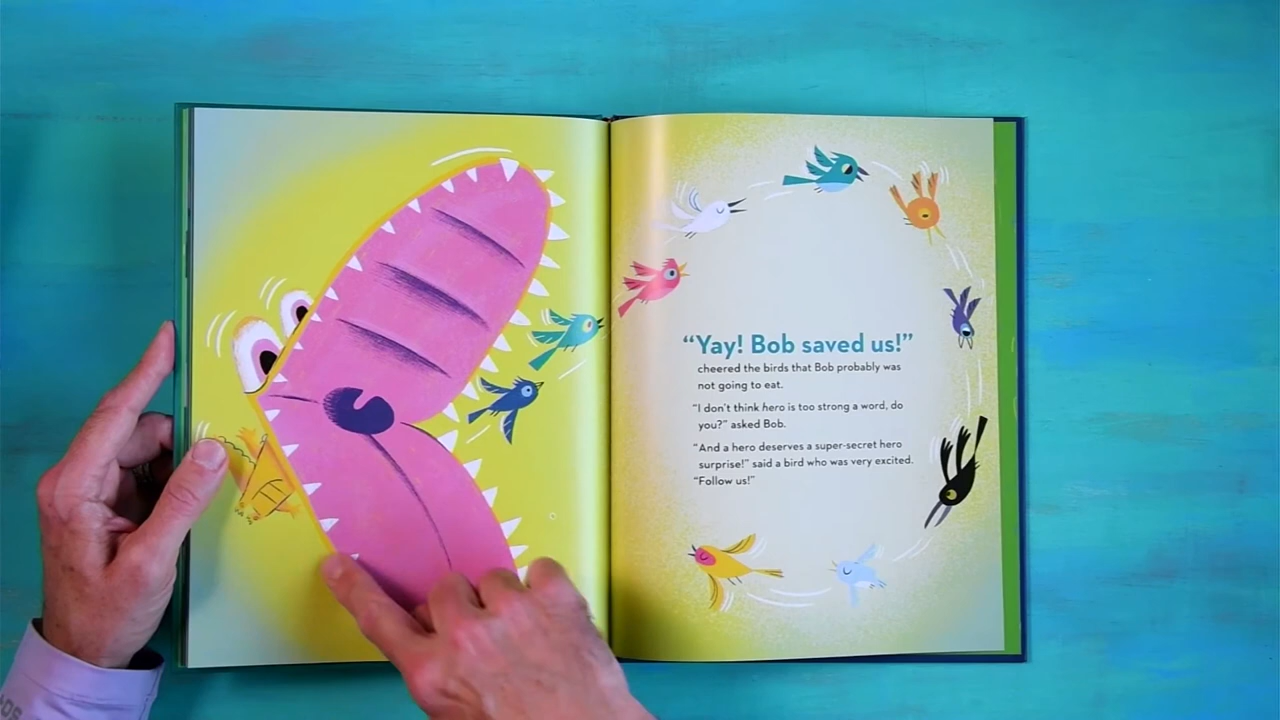 “Yay! Bob saved us!”
cheered the birds that Bob probably was
not going to eat.
“I don’t think hero is too strong a word, do
you?” asked Bob.
“And a hero deserves a super-secret hero
surprise!” said a bird who was very excited.
“Follow us!”